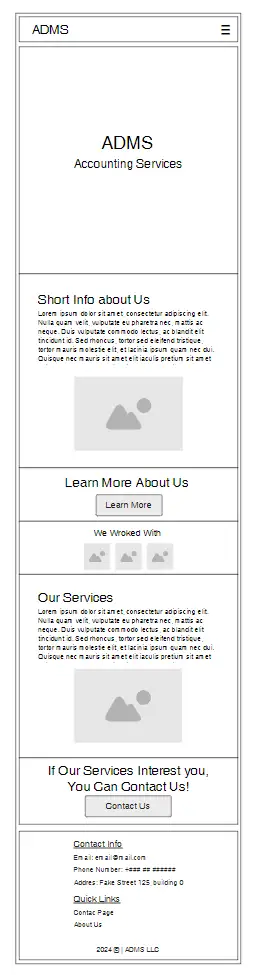 ADMS
ADMS
Accounting Services
Short Info about Us
Lorem ipsum dolor sit amet, consectetur adipiscing elit.
Nulla quam velit, vulputate eu pharetra nec, mattis ac
neque. Duis vulputate commodo lectus, ac blandit elit
tincidunt id. Sed rhoncus, tortor sed eleifend tristique,
tortor mauris molestie elit, et lacinia ipsum quam nec dui.
Quisque nec mauris sit amet elit iaculis pretium sit amet
Learn More About Us
Learn More
We Wroked With
Our Services
Lorem ipsum dolor sit amet, consectetur adipiscing elit.
Nulla quam velit, vulputate eu pharetra nec, mattis ac
neque. Duis vulputate commodo lectus, ac blandit elit
tincidunt id. Sed rhoncus, tortor sed eleifend tristique,
tortor mauris molestie elit, et lacinia ipsum quam nec dui.
Quisque nec mauris sit amet elit iaculis pretium sit amet
If Our Services Interest you,
You Can Contact Us!
Contact Us
Contact Info
Email: email@mail.com
Phone Number: +### ## ######
Addres: Fake Street 125, building 0
Quick Links
Contac Page
About Us
2024 © | ADMS LLC